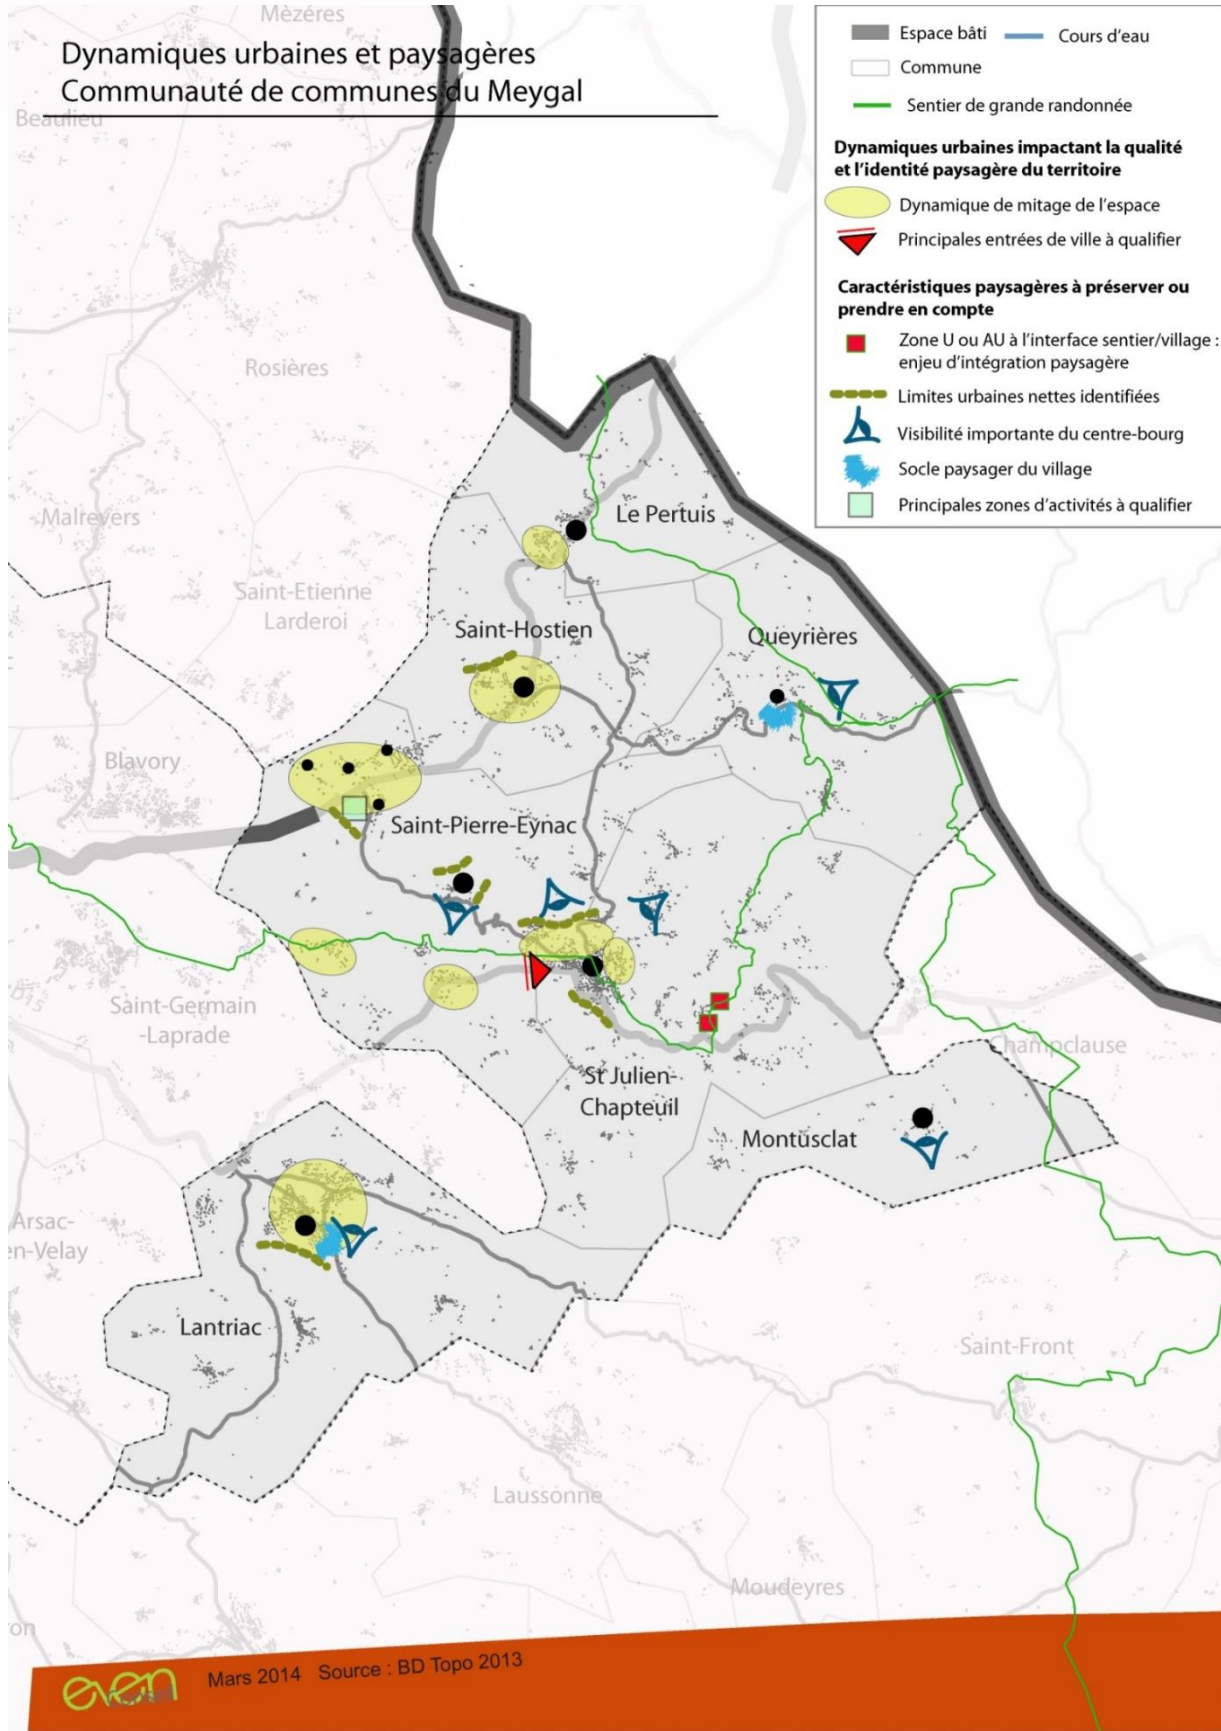 Mèzéres
Dynamiques urbaines et paysagères
Communauté de communes du Meygal
Beaulieu
Espace bâti
Cours d'eau
Commune
Sentier de grande randonnée
Dynamiques urbaines impactant la qualité
et l'identité paysagère du territoire
Dynamique de mitage de l'espace
Principales entrées de ville à qualifier
Caractéristiques paysagères à préserver ou
prendre en compte
Zone U ou AU à l'interface sentier/village :
enjeu d'intégration paysagère
Limites urbaines nettes identifiées
Visibilité importante du centre-bourg
Socle paysager du village
Principales zones d'activités à qualifier
Rosières
Malrevers
Le Pertuis
Saint-Etienne
Larderoi
Saint-Hostien
Queyrières
Blavory
Saint-Pierre-Eynac
D15
Saint-Germain
-Laprade
Champclause
St Julien-
Chapteuil
Montusclat
Arsac-
en-Velay
Lantriac
Saint-Front
Laussonne
Moudeyres
ron
even
Conseil
Mars 2014 Source : BD Topo 2013